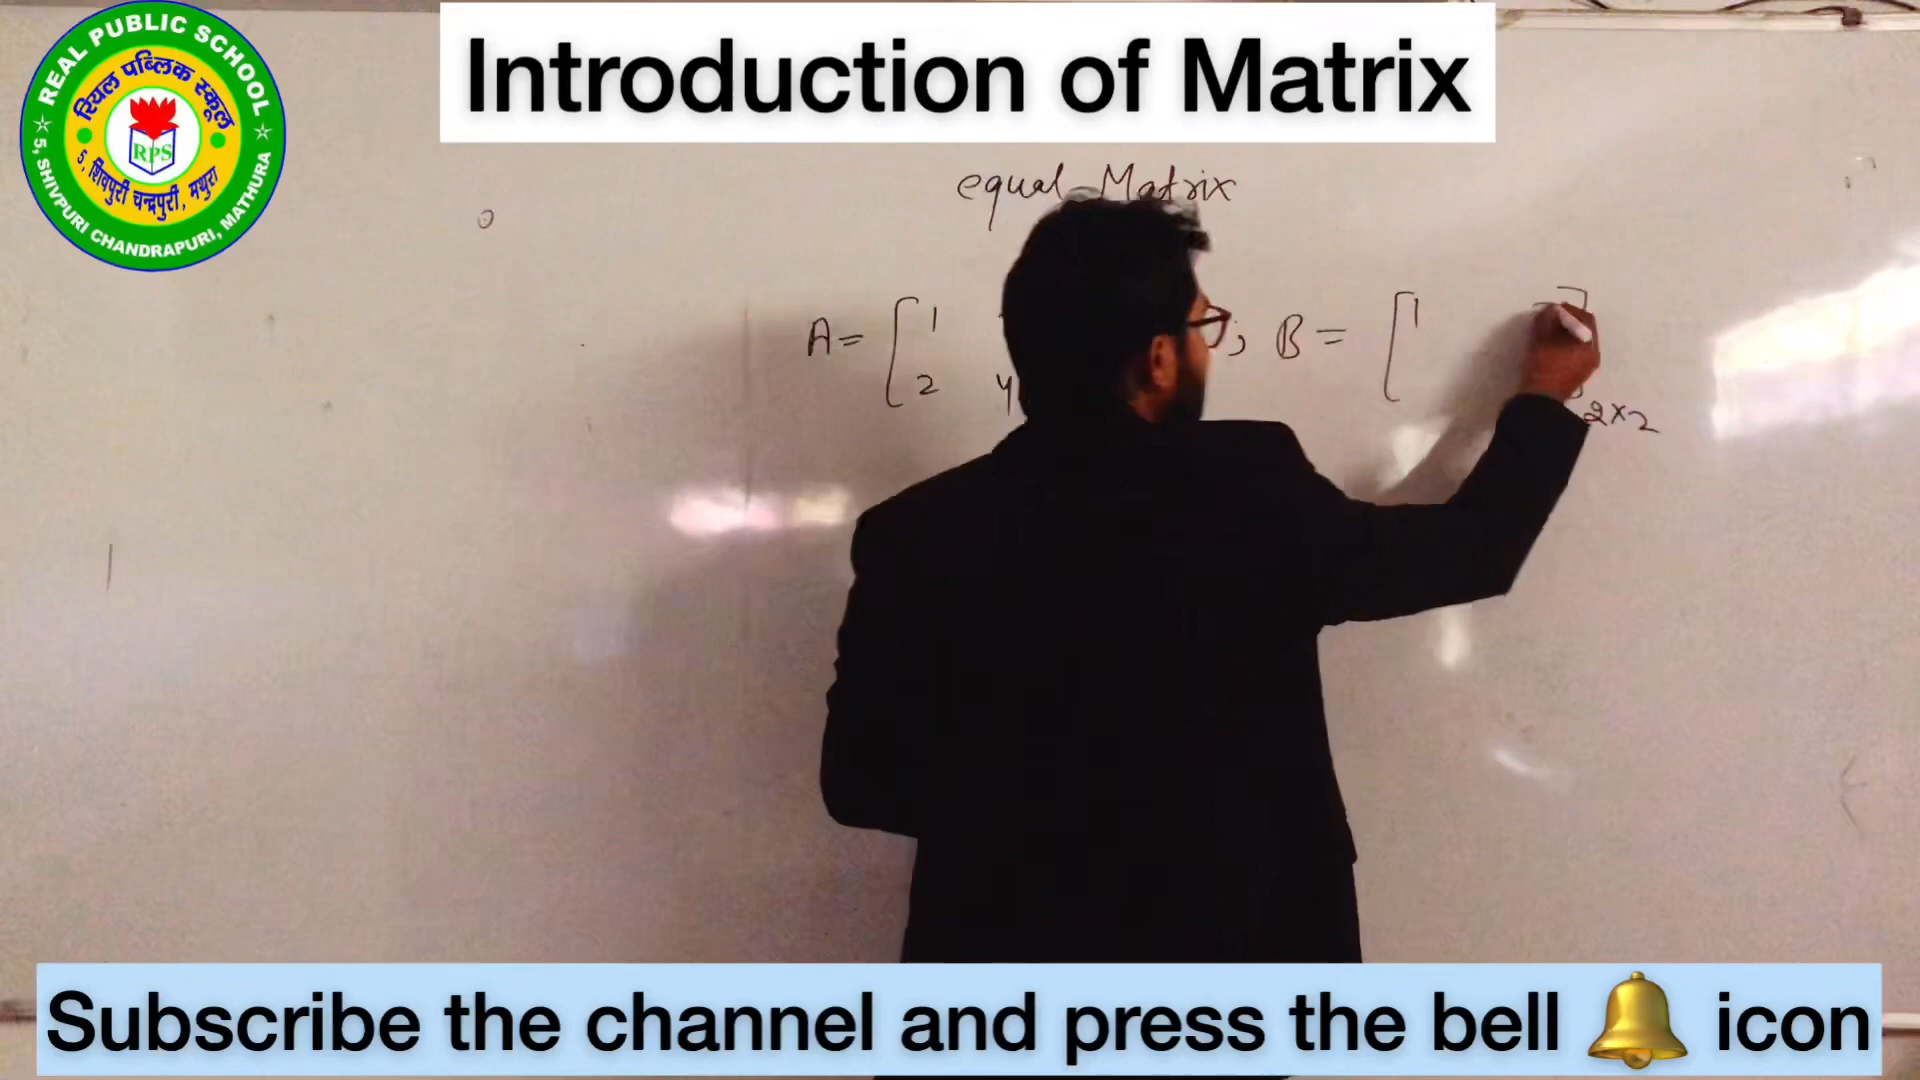 REAL PUBLIC SCHOOL
रियल पब्लिक स्कूल
RPS
5, शिवपुरी चन्द्रपुरी, मथुरा
5, SHIVPURI CHANDRAPURI, MATHURA
Introduction of Matrix
equal Matrix
A = [ 1 ; B = [ 1 ]
2 y 2×2
Subscribe the channel and press the bell 🔔 icon